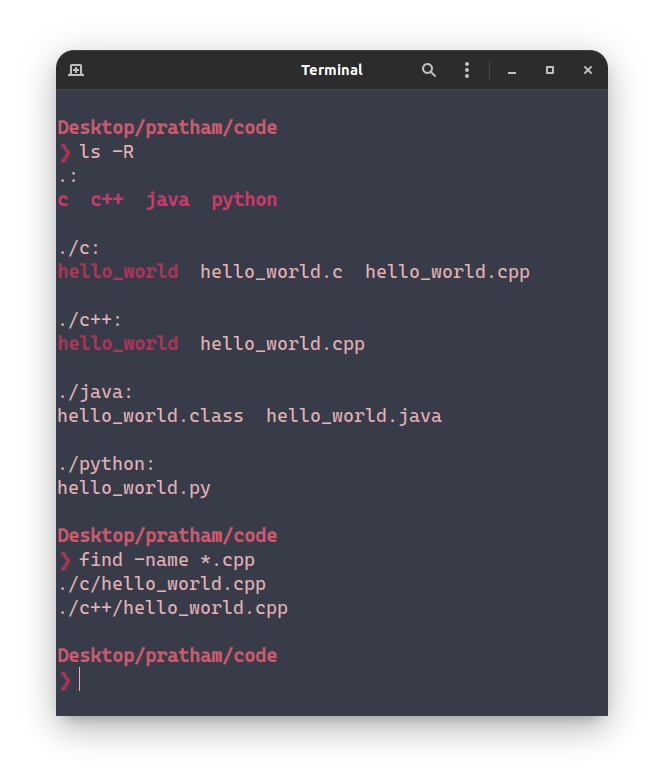 Terminal
Desktop/pratham/code
❯ ls -R
.:
c  c++  java  python
./c:
hello_world  hello_world.c  hello_world.cpp
./c++:
hello_world  hello_world.cpp
./java:
hello_world.class  hello_world.java
./python:
hello_world.py
Desktop/pratham/code
❯ find -name *.cpp
./c/hello_world.cpp
./c++/hello_world.cpp
Desktop/pratham/code
❯